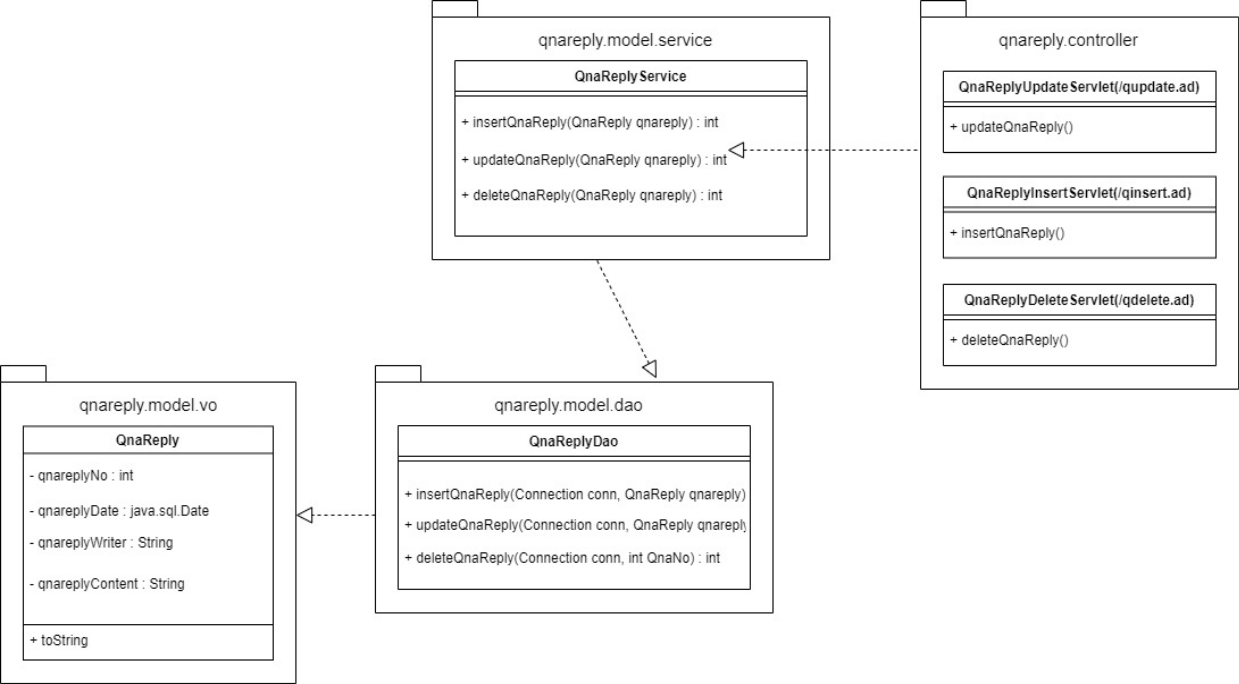 qnareply.model.service
QnaReplyService
+ insertQnaReply(QnaReply qnareply) : int
+ updateQnaReply(QnaReply qnareply) : int
+ deleteQnaReply(QnaReply qnareply) : int
qnareply.controller
QnaReplyUpdateServlet(/qupdate.ad)
+ updateQnaReply()
QnaReplyInsertServlet(/qinsert.ad)
+ insertQnaReply()
QnaReplyDeleteServlet(/qdelete.ad)
+ deleteQnaReply()
qnareply.model.vo
QnaReply
- qnareplyNo : int
- qnareplyDate : java.sql.Date
- qnareplyWriter : String
- qnareplyContent : String
+ toString
qnareply.model.dao
QnaReplyDao
+ insertQnaReply(Connection conn, QnaReply qnareply)
+ updateQnaReply(Connection conn, QnaReply qnareply
+ deleteQnaReply(Connection conn, int QnaNo) : int